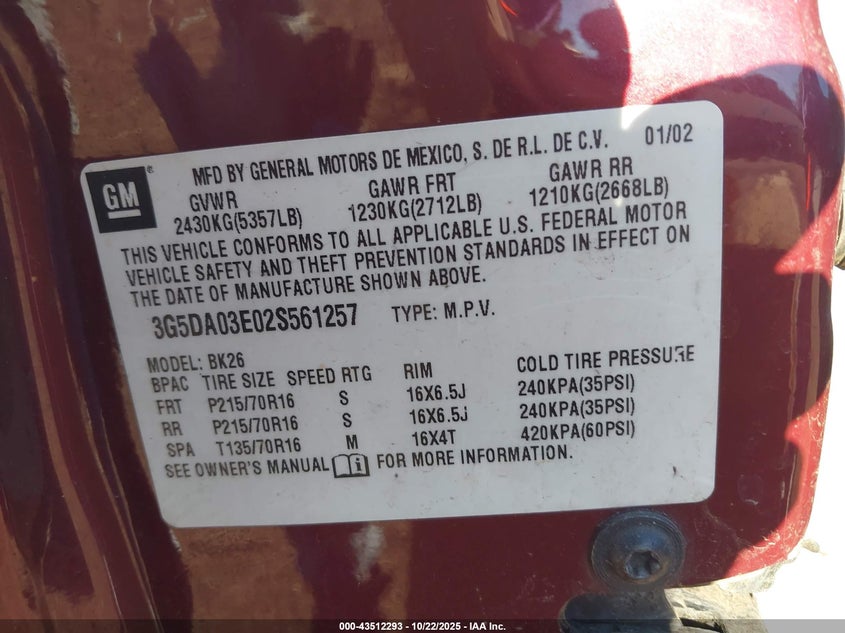 GM ® MFD BY GENERAL MOTORS DE MEXICO, S. DE R.L. DE C.V. 01/02
GVWR GAWR FRT GAWR RR
2430KG(5357LB) 1230KG(2712LB) 1210KG(2668LB)
THIS VEHICLE CONFORMS TO ALL APPLICABLE U.S. FEDERAL MOTOR
VEHICLE SAFETY AND THEFT PREVENTION STANDARDS IN EFFECT ON
THE DATE OF MANUFACTURE SHOWN ABOVE.
3G5DA03E02S561257 TYPE: M.P.V.
MODEL: BK26
BPAC TIRE SIZE SPEED RTG RIM COLD TIRE PRESSURE
FRT P215/70R16 S 16X6.5J 240KPA(35PSI)
RR P215/70R16 S 16X6.5J 240KPA(35PSI)
SPA T135/70R16 M 16X4T 420KPA(60PSI)
SEE OWNER'S MANUAL i FOR MORE INFORMATION.
000-43512293 - 10/22/2025 - IAA Inc.